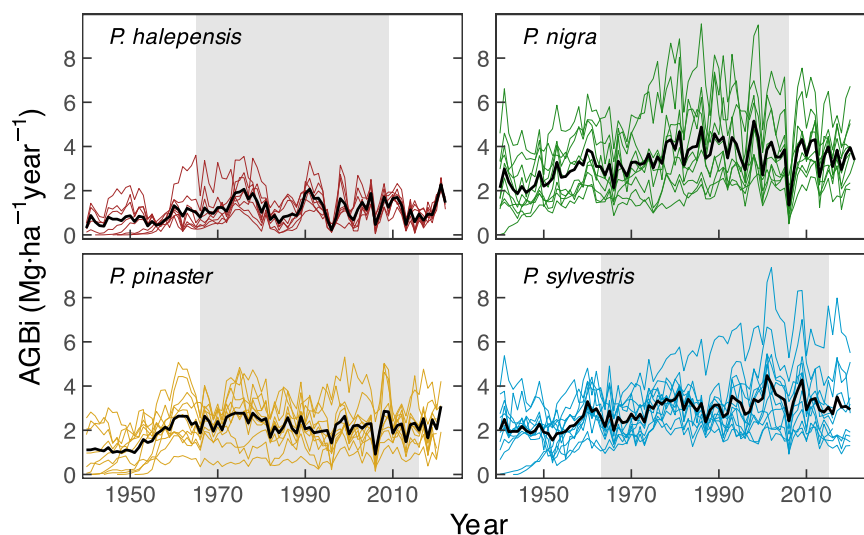 P. halepensis
P. nigra
8
6
4
2
0
8
6
4
2
0
P. pinaster
P. sylvestris
8
6
4
2
0
8
6
4
2
0
AGBi (Mg·ha⁻¹year⁻¹)
1950 1970 1990 2010
1950 1970 1990 2010
Year